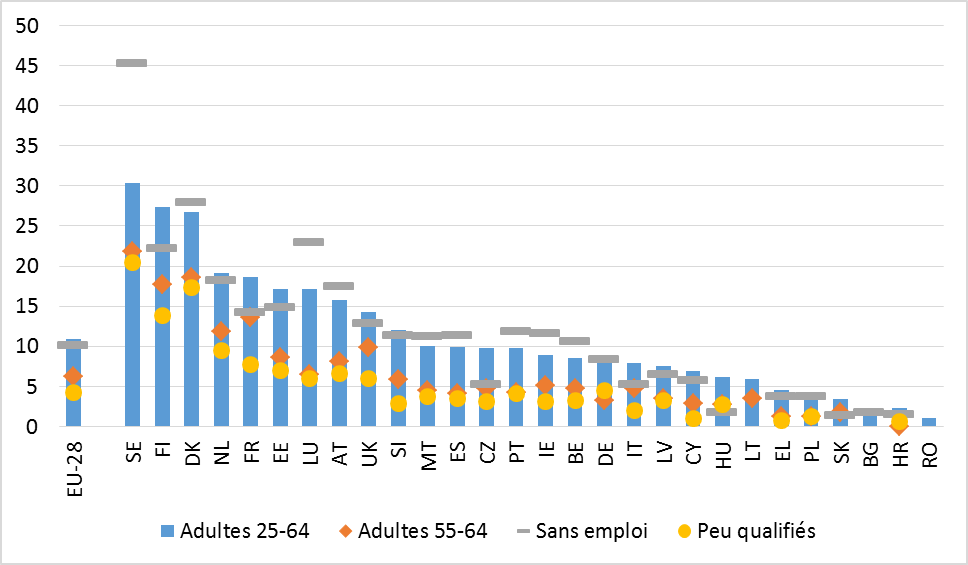 50
45
40
35
30
25
20
15
10
5
0
EU-28
SE
FI
DK
NL
FR
EE
LU
AT
UK
SI
MT
ES
CZ
PT
IE
BE
DE
IT
LV
CY
HU
LT
EL
PL
SK
BG
HR
RO
Adultes 25-64 Adultes 55-64 Sans emploi Peu qualifiés